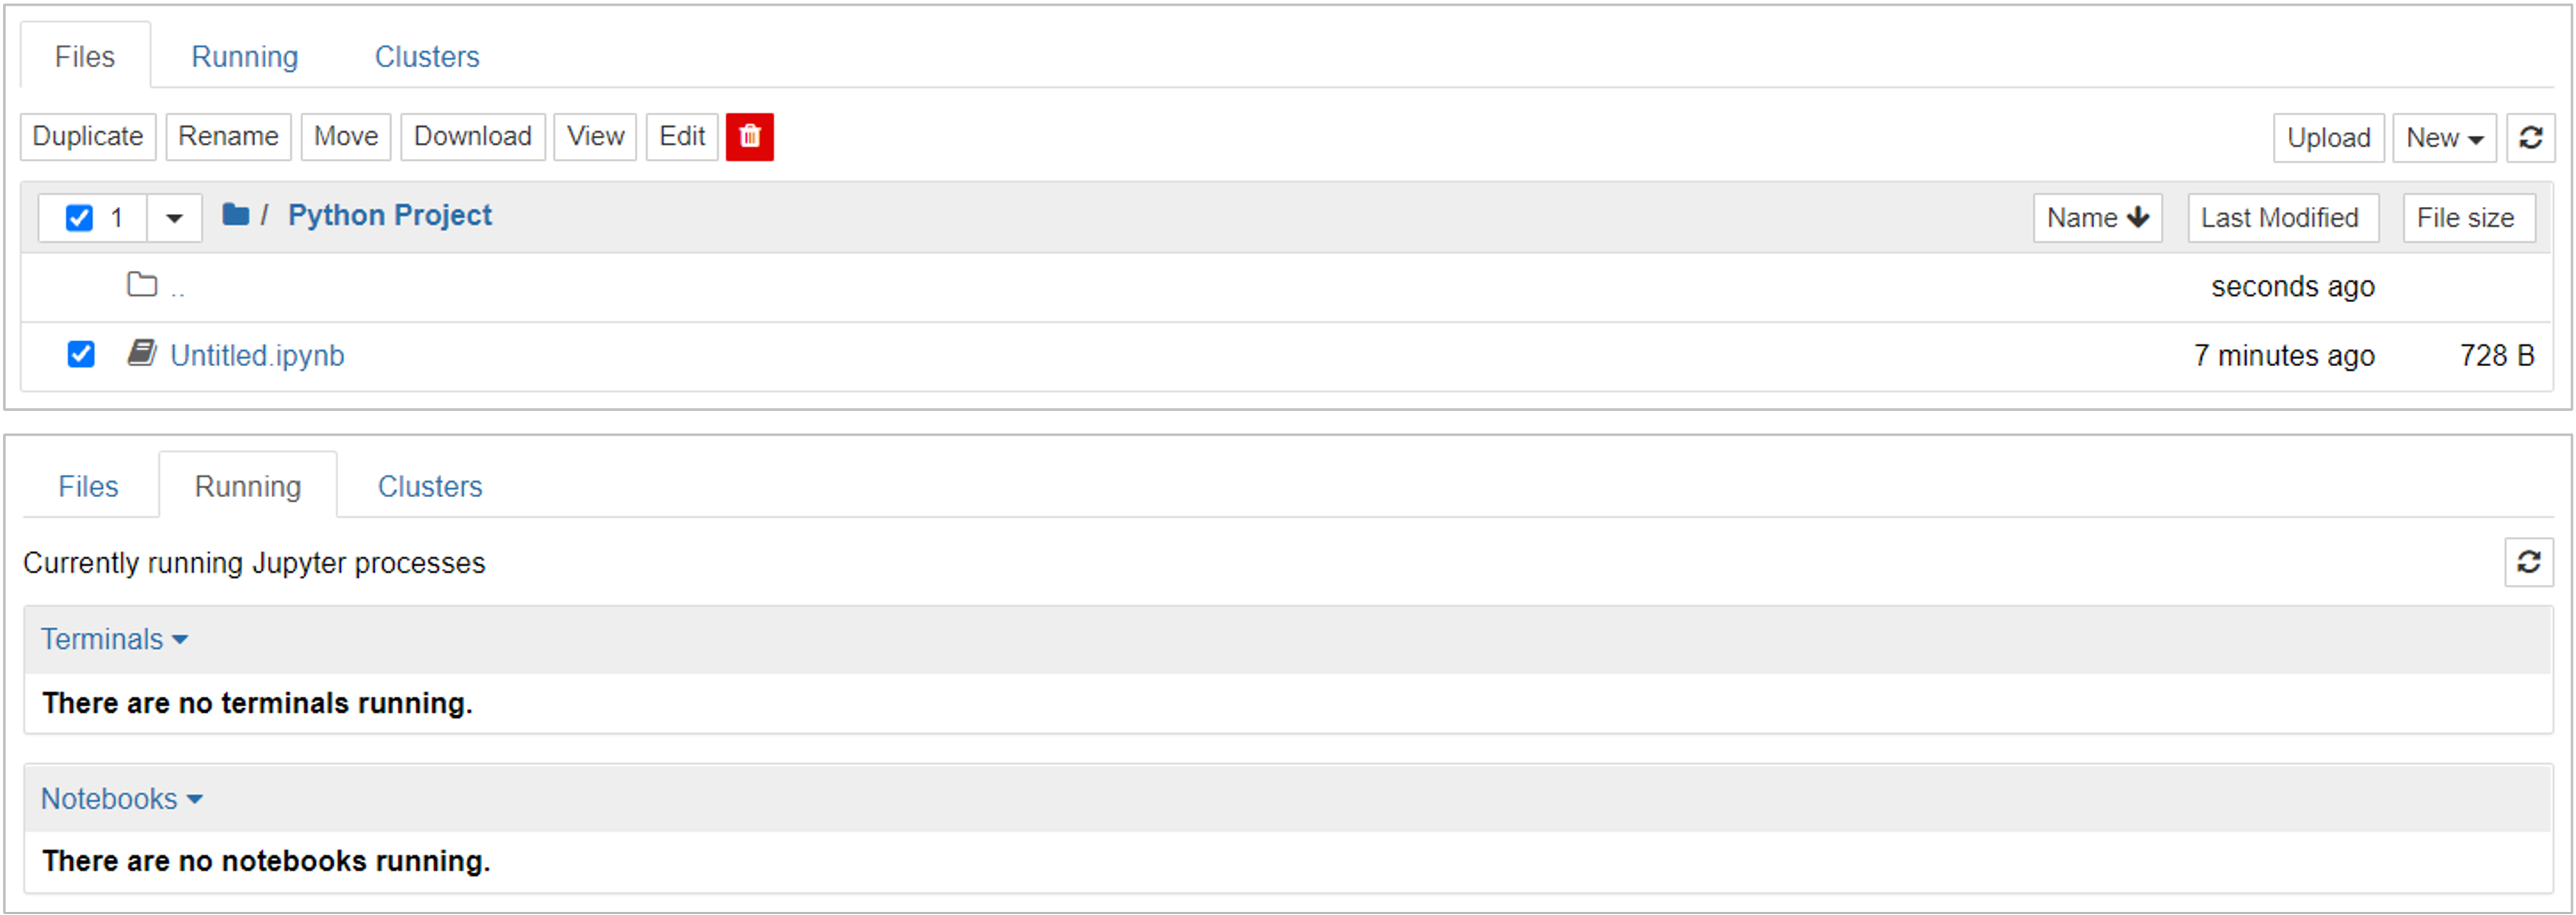 Files Running Clusters
Duplicate Rename Move Download View Edit Upload New
1 / Python Project Name Last Modified File size
.. seconds ago
Untitled.ipynb 7 minutes ago 728 B
Files Running Clusters
Currently running Jupyter processes
Terminals
There are no terminals running.
Notebooks
There are no notebooks running.